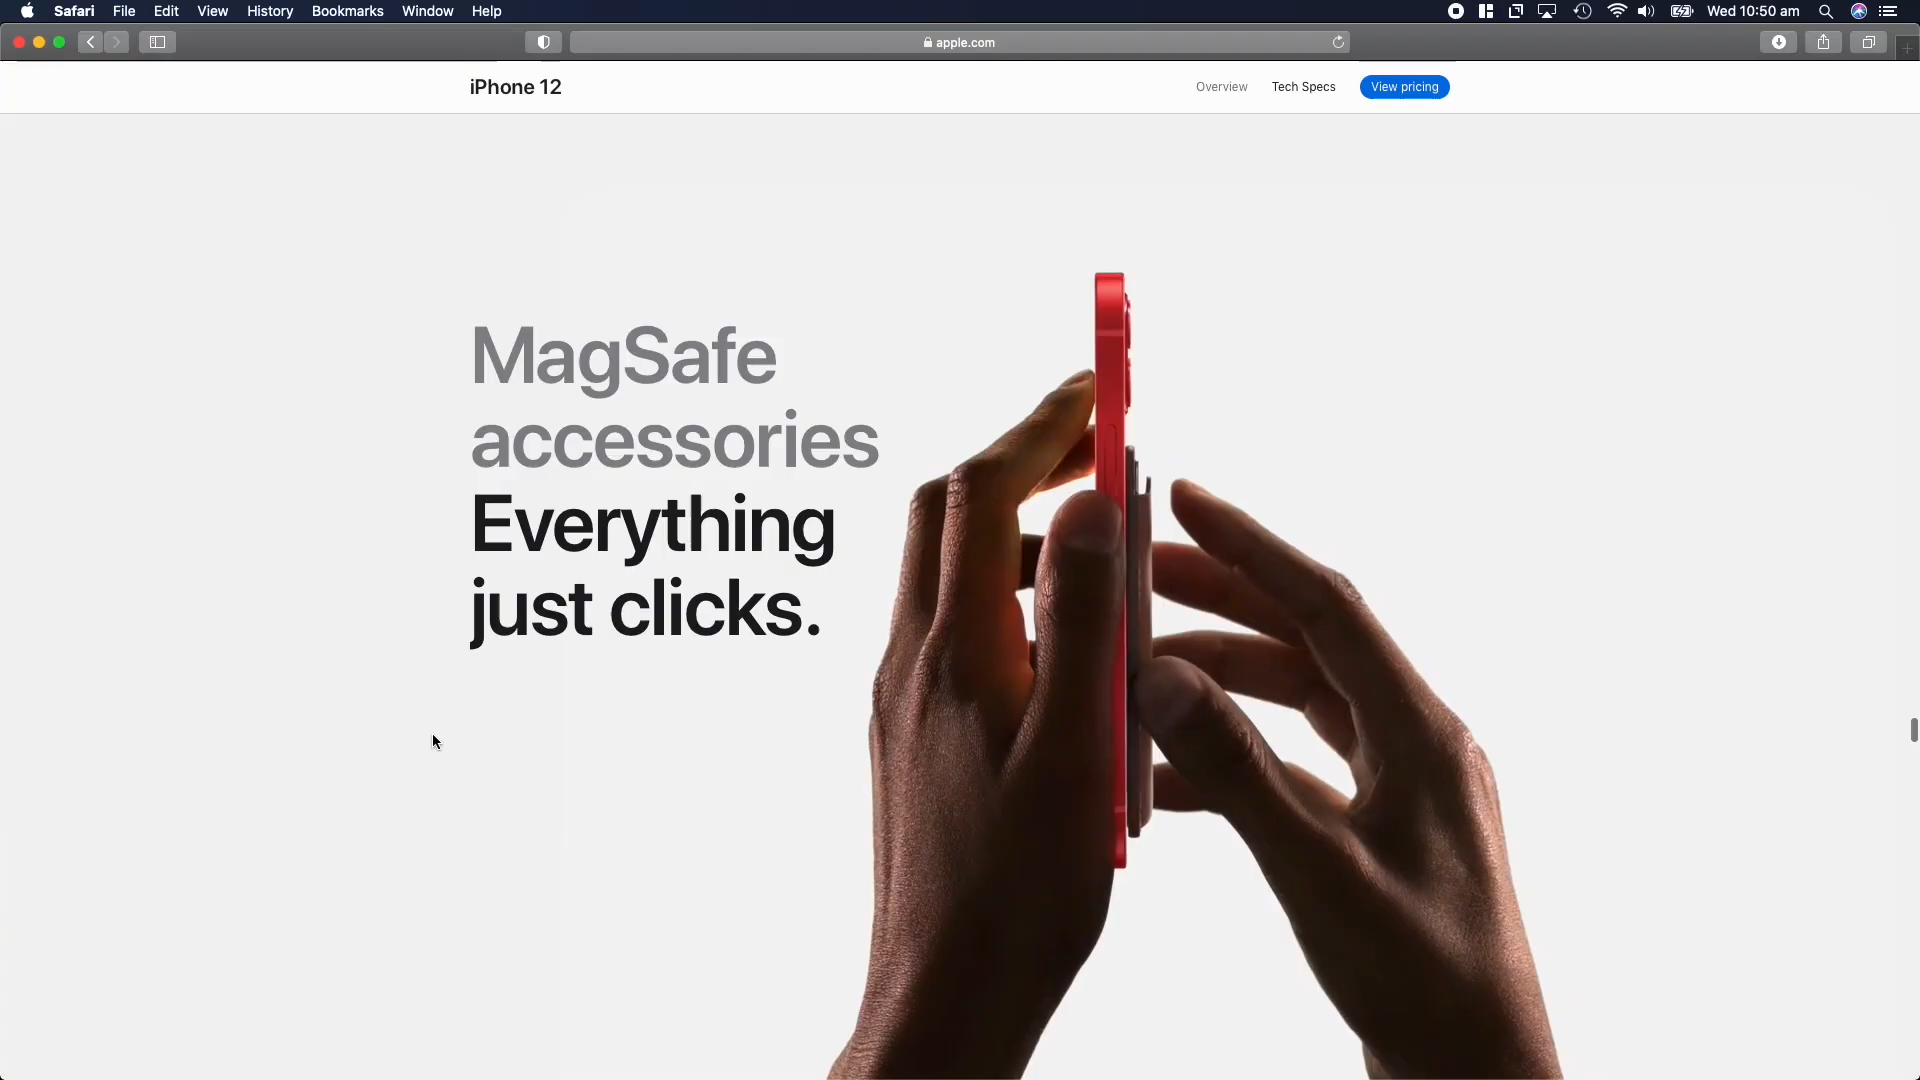 Safari File Edit View History Bookmarks Window Help Wed 10:50 am
apple.com
iPhone 12 Overview Tech Specs View pricing
MagSafe
accessories
Everything
just clicks.